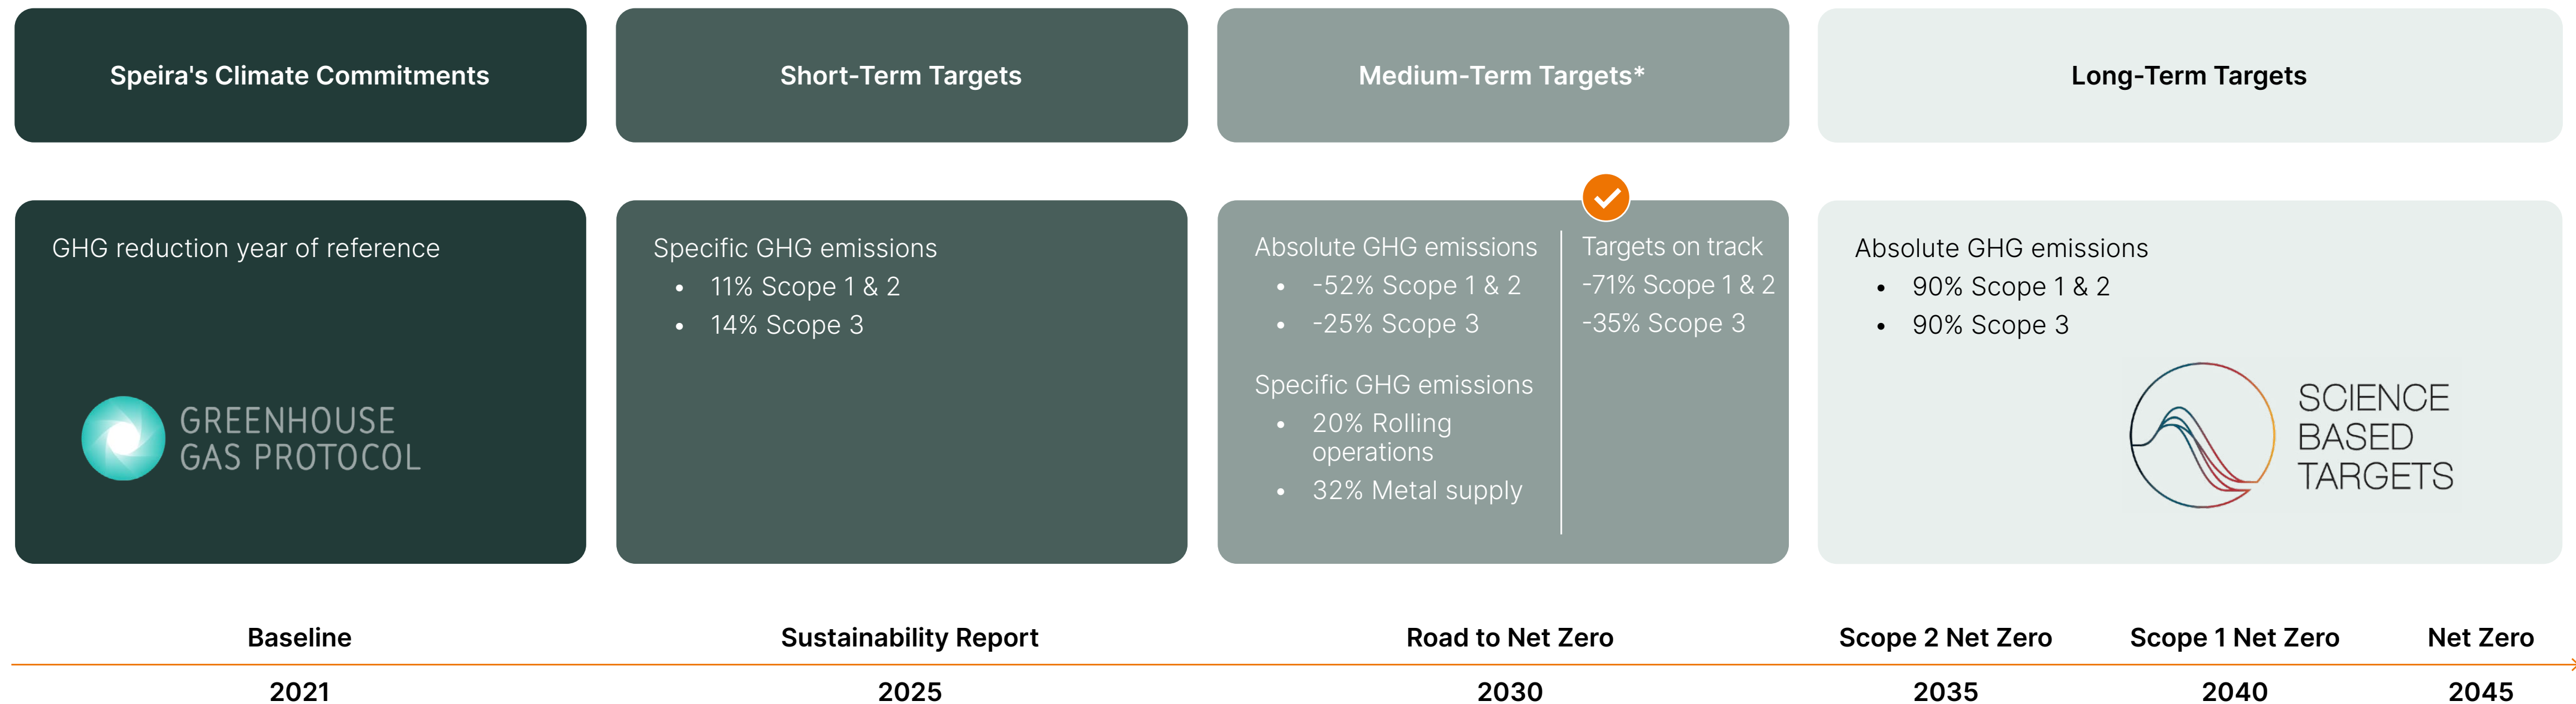 Speira's Climate Commitments
Short-Term Targets
Medium-Term Targets*
Long-Term Targets
GHG reduction year of reference
GREENHOUSE
GAS PROTOCOL
Specific GHG emissions
• 11% Scope 1 & 2
• 14% Scope 3
Absolute GHG emissions
• -52% Scope 1 & 2
• -25% Scope 3
Specific GHG emissions
• 20% Rolling
operations
• 32% Metal supply
Targets on track
-71% Scope 1 & 2
-35% Scope 3
Absolute GHG emissions
• 90% Scope 1 & 2
• 90% Scope 3
SCIENCE
BASED
TARGETS
Baseline
2021
Sustainability Report
2025
Road to Net Zero
2030
Scope 2 Net Zero
2035
Scope 1 Net Zero
2040
Net Zero
2045